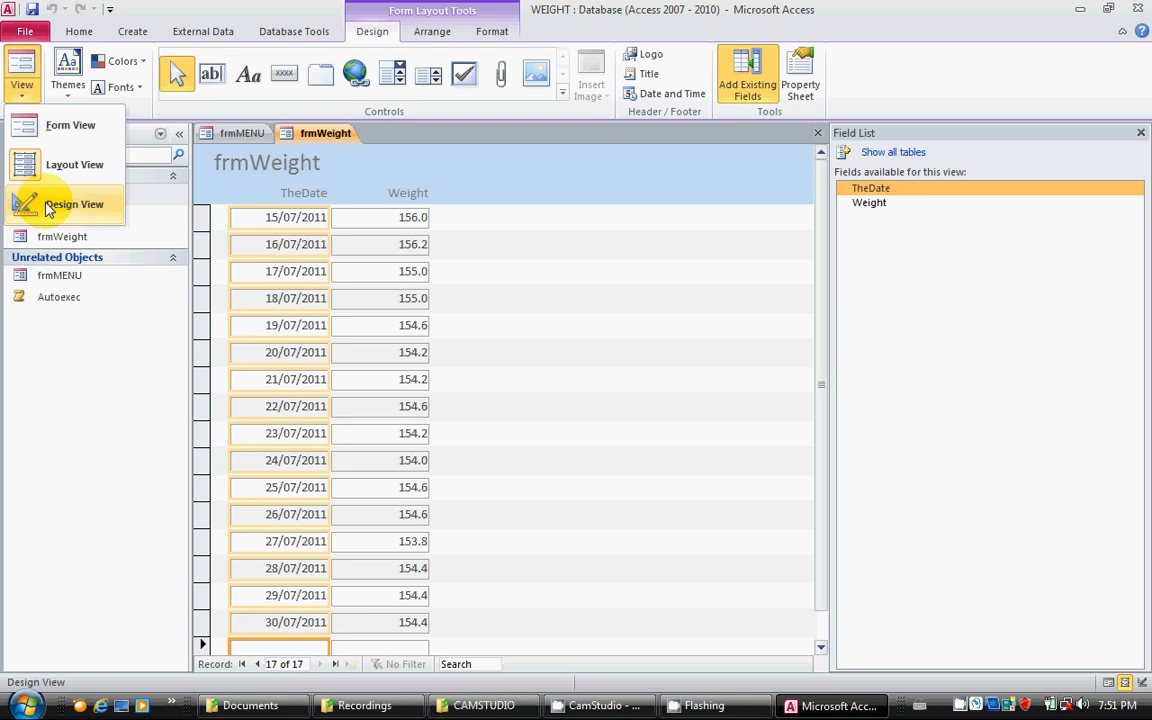 Form Layout Tools
WEIGHT : Database (Access 2007 - 2010) - Microsoft Access
File Home Create External Data Database Tools Design Arrange Format
View
Themes
Colors
Fonts
ab|
Aa
xxxx
Insert
Image
Logo
Title
Date and Time
Add Existing
Fields
Property
Sheet
Controls
Header / Footer
Tools
Form View
Layout View
Design View
frmWeight
Unrelated Objects
frmMENU
Autoexec
frmMENU frmWeight
frmWeight
TheDate Weight
15/07/2011 156.0
16/07/2011 156.2
17/07/2011 155.0
18/07/2011 155.0
19/07/2011 154.6
20/07/2011 154.2
21/07/2011 154.2
22/07/2011 154.6
23/07/2011 154.2
24/07/2011 154.0
25/07/2011 154.6
26/07/2011 154.6
27/07/2011 153.8
28/07/2011 154.4
29/07/2011 154.4
30/07/2011 154.4
Record: 17 of 17 No Filter Search
Field List
Show all tables
Fields available for this view:
TheDate
Weight
Design View
Documents Recordings CAMSTUDIO CamStudio - ... Flashing Microsoft Acc... 7:51 PM